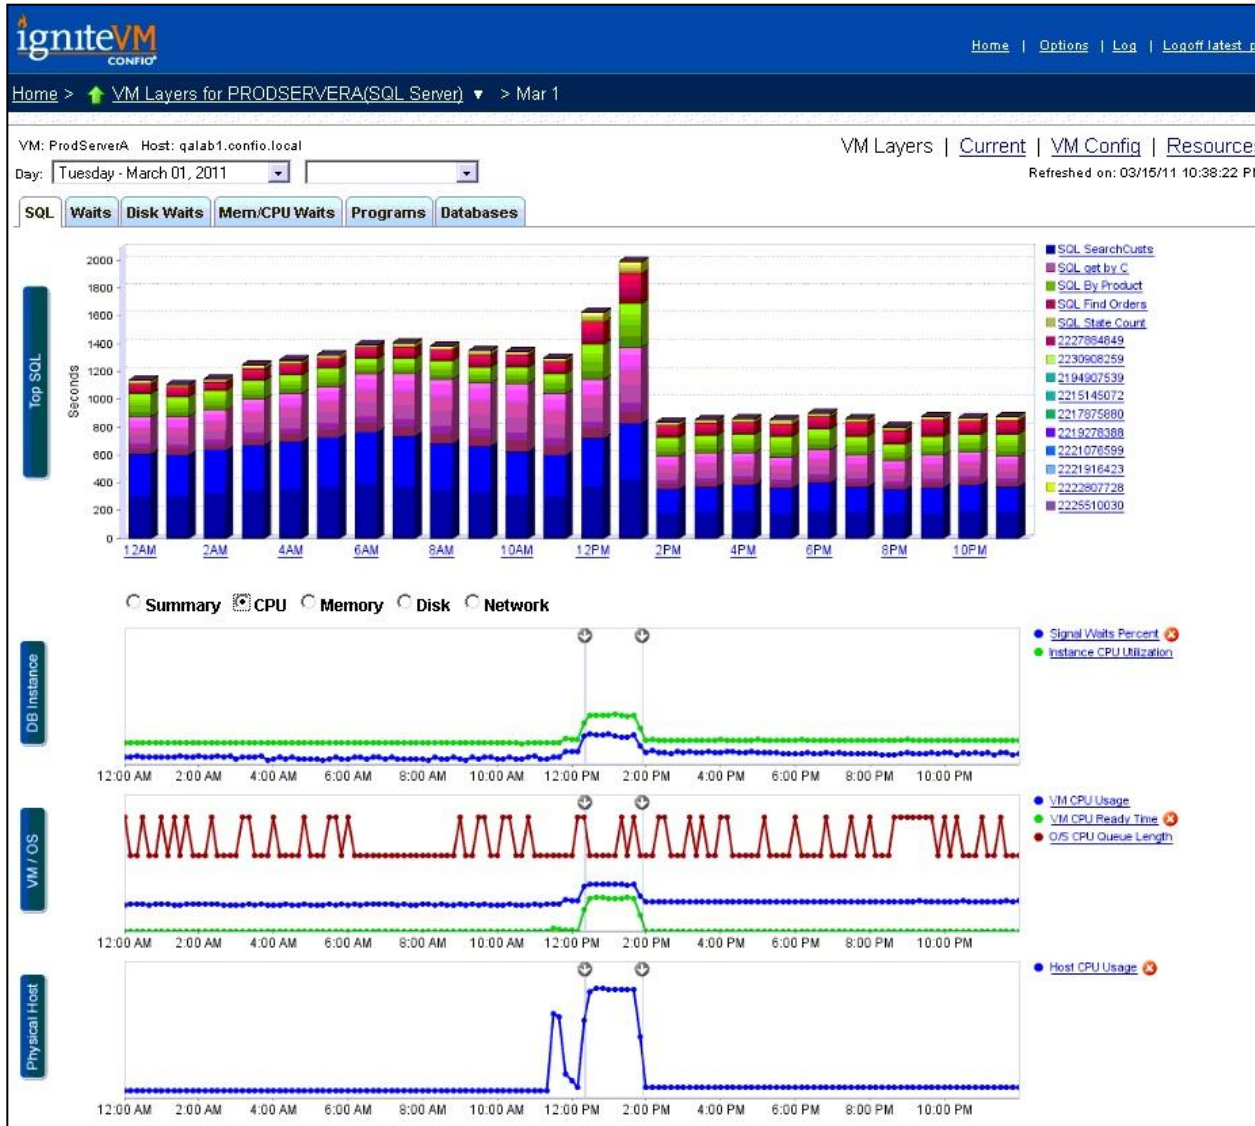 igniteVM
CONFIO
Home | Options | Log | Logoff latest
Home > VM Layers for PRODSERVERA(SQL Server) ▼ > Mar 1
VM: ProdServerA Host: qalab1.confio.local
VM Layers | Current | VM Config | Resources
Day: Tuesday - March 01, 2011
Refreshed on: 03/15/11 10:38:22 PM
SQL Waits Disk Waits Mem/CPU Waits Programs Databases
Top SQL
Seconds
2000
1800
1600
1400
1200
1000
800
600
400
200
0
12AM 2AM 4AM 6AM 8AM 10AM 12PM 2PM 4PM 6PM 8PM 10PM
SQL SearchCusts
SQL get by C
SQL By Product
SQL Find Orders
SQL State Count
2227884849
2230908259
2194907539
2215145072
2217875880
2219278388
2221076599
2221916423
2222807728
2225510030
Summary CPU Memory Disk Network
DB Instance
Signal Waits Percent
Instance CPU Utilization
12:00 AM 2:00 AM 4:00 AM 6:00 AM 8:00 AM 10:00 AM 12:00 PM 2:00 PM 4:00 PM 6:00 PM 8:00 PM 10:00 PM
VM / OS
VM CPU Usage
VM CPU Ready Time
O/S CPU Queue Length
12:00 AM 2:00 AM 4:00 AM 6:00 AM 8:00 AM 10:00 AM 12:00 PM 2:00 PM 4:00 PM 6:00 PM 8:00 PM 10:00 PM
Physical Host
Host CPU Usage
12:00 AM 2:00 AM 4:00 AM 6:00 AM 8:00 AM 10:00 AM 12:00 PM 2:00 PM 4:00 PM 6:00 PM 8:00 PM 10:00 PM